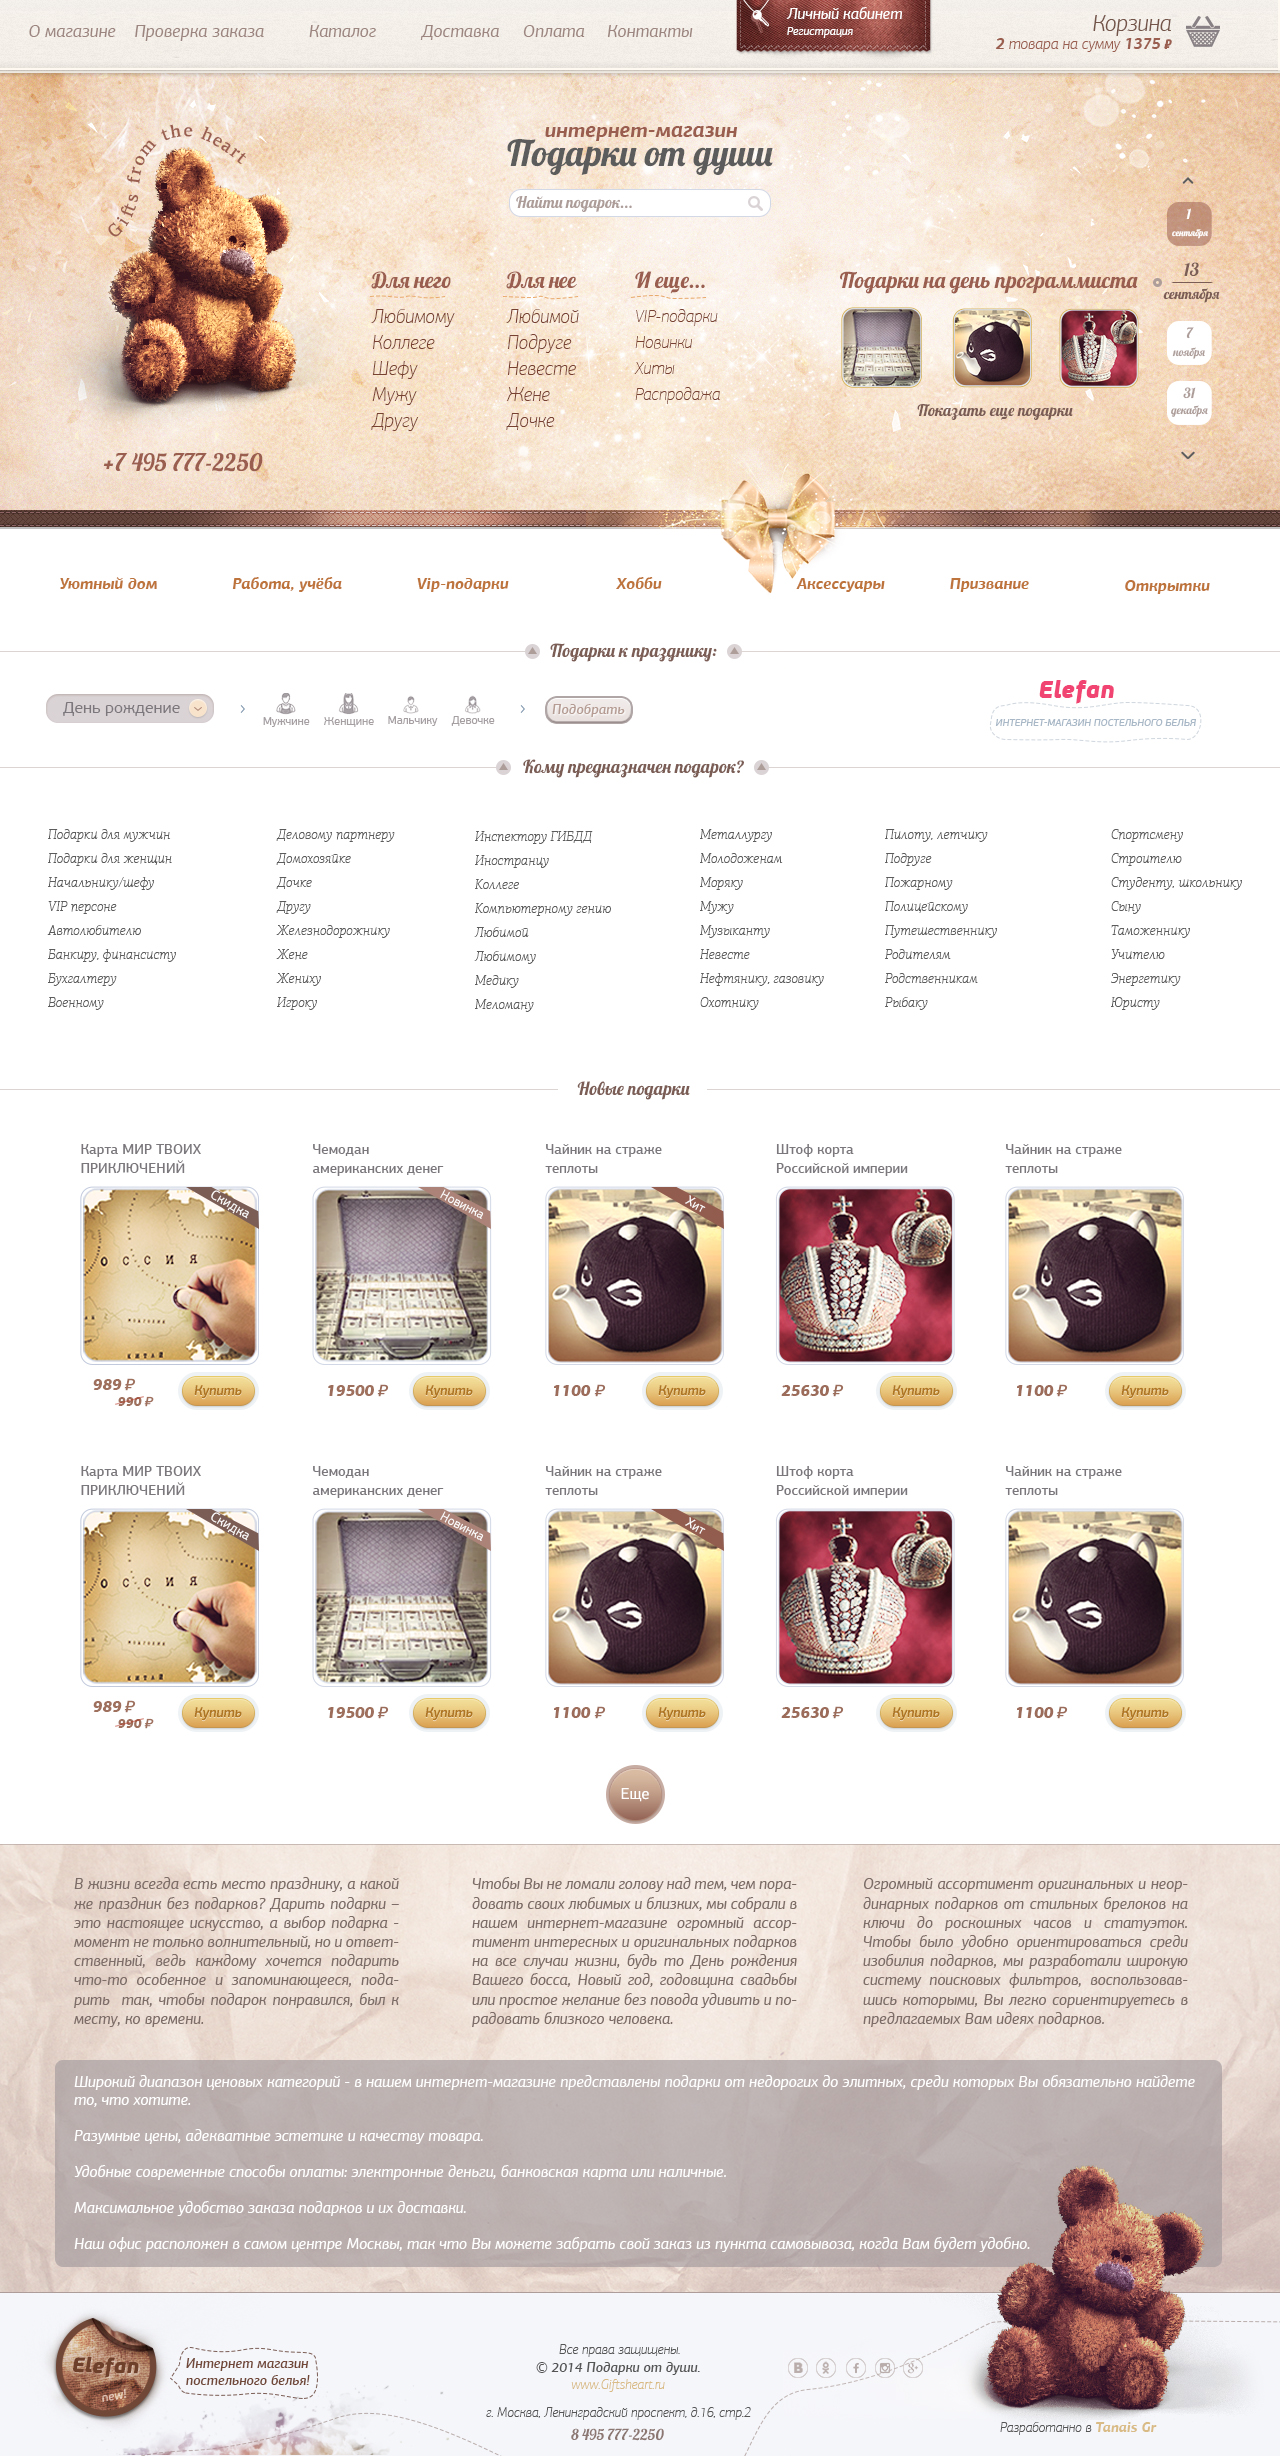 О магазине Проверка заказа Каталог Доставка Оплата Контакты
Личный кабинет
Регистрация
Корзина
2 товара на сумму 1375 ₽
Gifts from the heart
интернет-магазин
Подарки от души
Найти подарок...
+7 495 777-2250
Для него
Любимому
Коллеге
Шефу
Мужу
Другу
Для нее
Любимой
Подруге
Невесте
Жене
Дочке
И еще...
VIP-подарки
Новинки
Хиты
Распродажа
Подарки на день программиста
Показать еще подарки
1
сентября
13
сентября
7
ноября
31
декабря
Уютный дом Работа, учёба Vip-подарки Хобби Аксессуары Призвание Открытки
Подарки к празднику:
День рождение
Мужчине Женщине Мальчику Девочке
Подобрать
Elefan
ИНТЕРНЕТ-МАГАЗИН ПОСТЕЛЬНОГО БЕЛЬЯ
Кому предназначен подарок?
Подарки для мужчин
Подарки для женщин
Начальнику/шефу
VIP персоне
Автолюбителю
Банкиру, финансисту
Бухгалтеру
Военному
Деловому партнеру
Домохозяйке
Дочке
Другу
Железнодорожнику
Жене
Жениху
Игроку
Инспектору ГИБДД
Иностранцу
Коллеге
Компьютерному гению
Любимой
Любимому
Медику
Меломану
Металлургу
Молодоженам
Моряку
Мужу
Музыканту
Невесте
Нефтянику, газовику
Охотнику
Пилоту, летчику
Подруге
Пожарному
Полицейскому
Путешественнику
Родителям
Родственникам
Рыбаку
Спортсмену
Строителю
Студенту, школьнику
Сыну
Таможеннику
Учителю
Энергетику
Юристу
Новые подарки
Карта МИР ТВОИХ
ПРИКЛЮЧЕНИЙ
Скидка
ОССИЯ
КИТАЙ
989 ₽
990 ₽
Купить
Чемодан
американских денег
Новинка
19500 ₽
Купить
Чайник на страже
теплоты
Хит
1100 ₽
Купить
Штоф корта
Российской империи
25630 ₽
Купить
Чайник на страже
теплоты
1100 ₽
Купить
Карта МИР ТВОИХ
ПРИКЛЮЧЕНИЙ
Скидка
ОССИЯ
КИТАЙ
989 ₽
990 ₽
Купить
Чемодан
американских денег
Новинка
19500 ₽
Купить
Чайник на страже
теплоты
Хит
1100 ₽
Купить
Штоф корта
Российской империи
25630 ₽
Купить
Чайник на страже
теплоты
1100 ₽
Купить
Еще
В жизни всегда есть место празднику, а какой
же праздник без подарков? Дарить подарки –
это настоящее искусство, а выбор подарка -
момент не только волнительный, но и ответ-
ственный, ведь каждому хочется подарить
что-то особенное и запоминающееся, пода-
рить так, чтобы подарок понравился, был к
месту, ко времени.
Чтобы Вы не ломали голову над тем, чем пора-
довать своих любимых и близких, мы собрали в
нашем интернет-магазине огромный ассор-
тимент интересных и оригинальных подарков
на все случаи жизни, будь то День рождения
Вашего босса, Новый год, годовщина свадьбы
или простое желание без повода удивить и по-
радовать близкого человека.
Огромный ассортимент оригинальных и неор-
динарных подарков от стильных брелоков на
ключи до роскошных часов и статуэток.
Чтобы было удобно ориентироваться среди
изобилия подарков, мы разработали широкую
систему поисковых фильтров, воспользовав-
шись которыми, Вы легко сориентируетесь в
предлагаемых Вам идеях подарков.
Широкий диапазон ценовых категорий - в нашем интернет-магазине представлены подарки от недорогих до элитных, среди которых Вы обязательно найдете
то, что хотите.
Разумные цены, адекватные эстетике и качеству товара.
Удобные современные способы оплаты: электронные деньги, банковская карта или наличные.
Максимальное удобство заказа подарков и их доставки.
Наш офис расположен в самом центре Москвы, так что Вы можете забрать свой заказ из пункта самовывоза, когда Вам будет удобно.
Elefan
new!
Интернет магазин
постельного белья!
Все права защищены.
© 2014 Подарки от души.
www.Giftsheart.ru
г. Москва, Ленинградский проспект, д.16, стр.2
8 495 777-2250
Разработанно в Tanais Gr